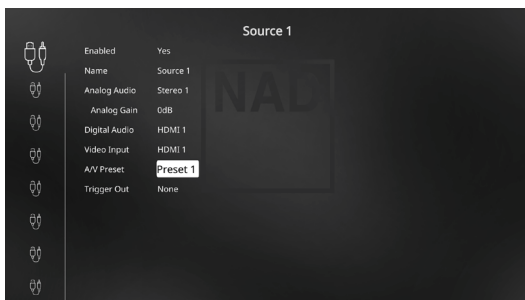 Source 1
Enabled Yes
Name Source 1
Analog Audio Stereo 1
Analog Gain 0dB
Digital Audio HDMI 1
Video Input HDMI 1
A/V Preset Preset 1
Trigger Out None
NAD